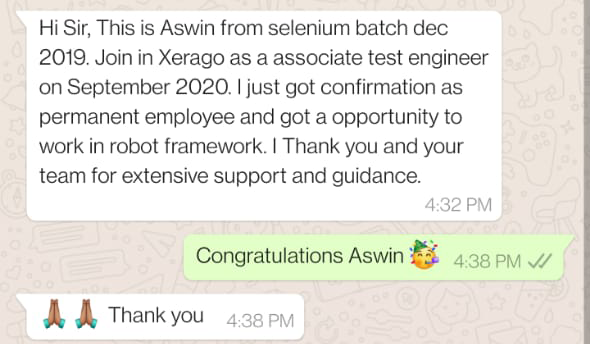 Hi Sir, This is Aswin from selenium batch dec
2019. Join in Xerago as a associate test engineer
on September 2020. I just got confirmation as
permanent employee and got a opportunity to
work in robot framework. I Thank you and your
team for extensive support and guidance.
4:32 PM
Congratulations Aswin 🥳 4:38 PM
🙏🏾 🙏🏾 Thank you 4:38 PM